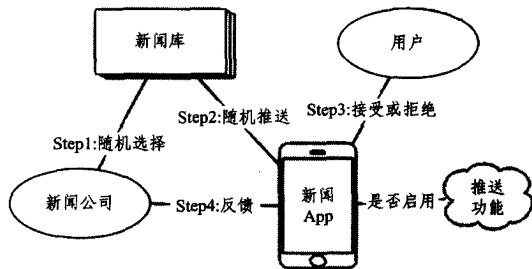 新闻库
用户
Step2:随机推送
Step3:接受或拒绝
Step1:随机选择
新闻公司
Step4:反馈
新闻
App
是否启用
推送
功能